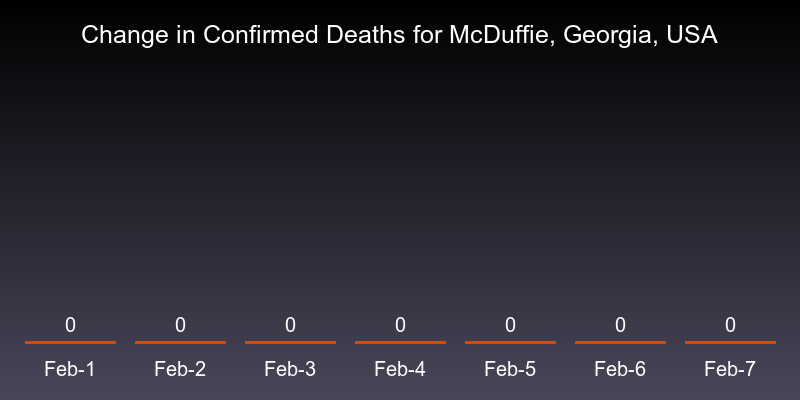 Change in Confirmed Deaths for McDuffie, Georgia, USA
0 0 0 0 0 0 0
Feb-1 Feb-2 Feb-3 Feb-4 Feb-5 Feb-6 Feb-7